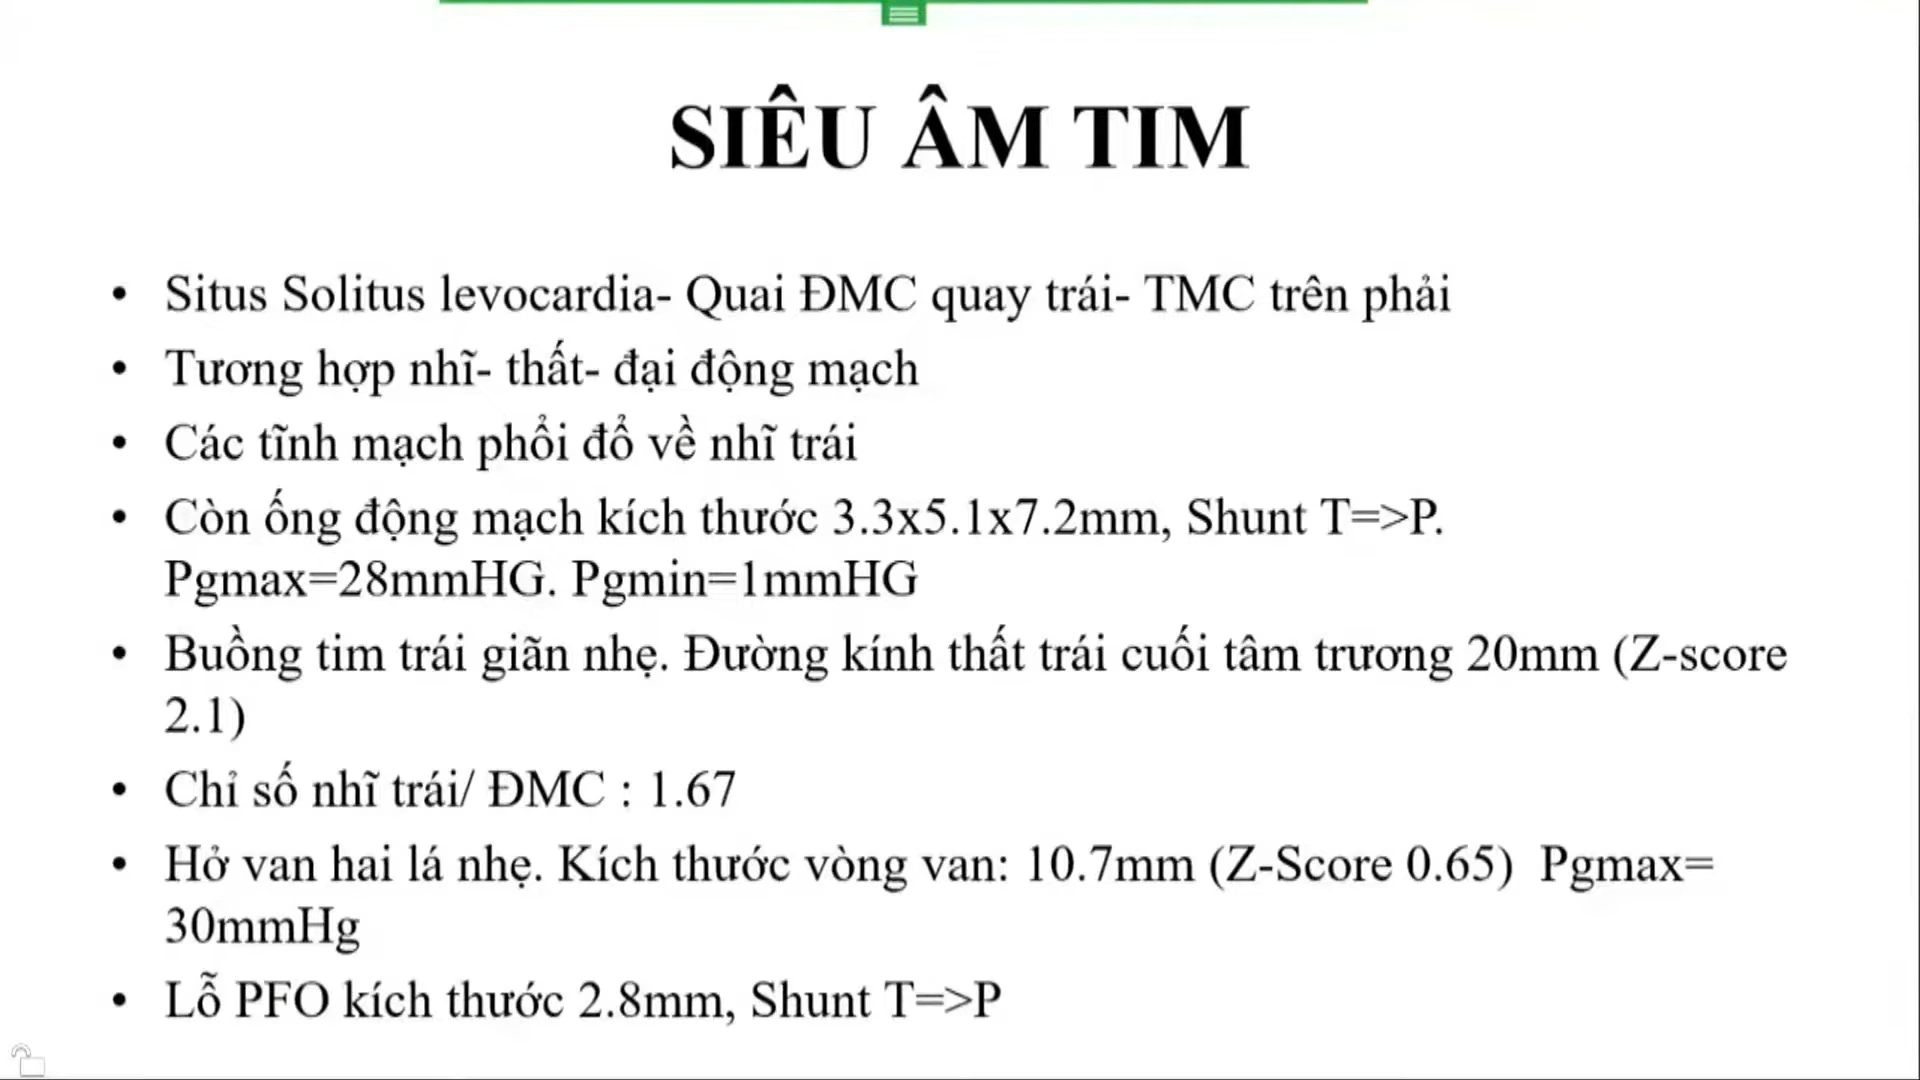 SIÊU ÂM TIM
• Situs Solitus levocardia- Quai ĐMC quay trái- TMC trên phải
• Tương hợp nhĩ- thất- đại động mạch
• Các tĩnh mạch phổi đổ về nhĩ trái
• Còn ống động mạch kích thước 3.3x5.1x7.2mm, Shunt T=>P.
Pgmax=28mmHG. Pgmin=1mmHG
• Buồng tim trái giãn nhẹ. Đường kính thất trái cuối tâm trương 20mm (Z-score
2.1)
• Chỉ số nhĩ trái/ ĐMC : 1.67
• Hở van hai lá nhẹ. Kích thước vòng van: 10.7mm (Z-Score 0.65)  Pgmax=
30mmHg
• Lỗ PFO kích thước 2.8mm, Shunt T=>P